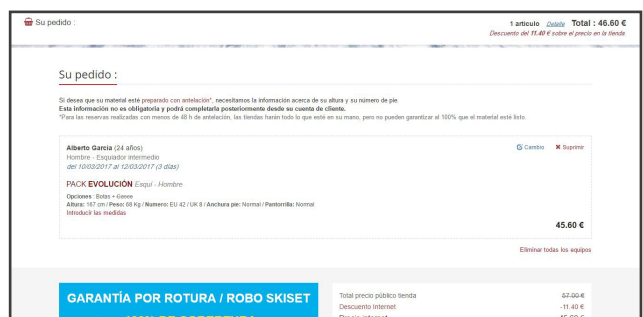 Su pedido :
1 artículo Detalle Total : 46.60 €
Descuento del 11.40 € sobre el precio en la tienda
Su pedido :
Si desea que su material esté preparado con antelación*, necesitamos la información acerca de su altura y su número de pie.
Esta información no es obligatoria y podrá completarla posteriormente desde su cuenta de cliente.
*Para las reservas realizadas con menos de 48 h de antelación, las tiendas harán todo lo que esté en su mano, pero no pueden garantizar al 100% que el material esté listo.
Alberto García (24 años)
Cambio Suprimir
Hombre - Esquiador intermedio
del 10/03/2017 al 12/03/2017 (3 días)
PACK EVOLUCIÓN Esquí - Hombre
Opciones : Botas + Casco
Altura: 167 cm / Peso: 68 Kg / Numero: EU 42 / UK 8 / Anchura pie: Normal / Pantorrilla: Normal
Introducir las medidas
45.60 €
Eliminar todas los equipos
GARANTÍA POR ROTURA / ROBO SKISET
Total precio público tienda 57.00 €
Descuento Internet -11.40 €
Precio internet 45.60 €